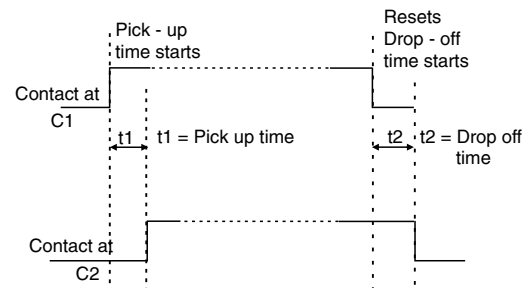 Pick - up
time starts
Resets
Drop - off
time starts
Contact at
C1
t1
t1 = Pick up time
t2
t2 = Drop off
time
Contact at
C2